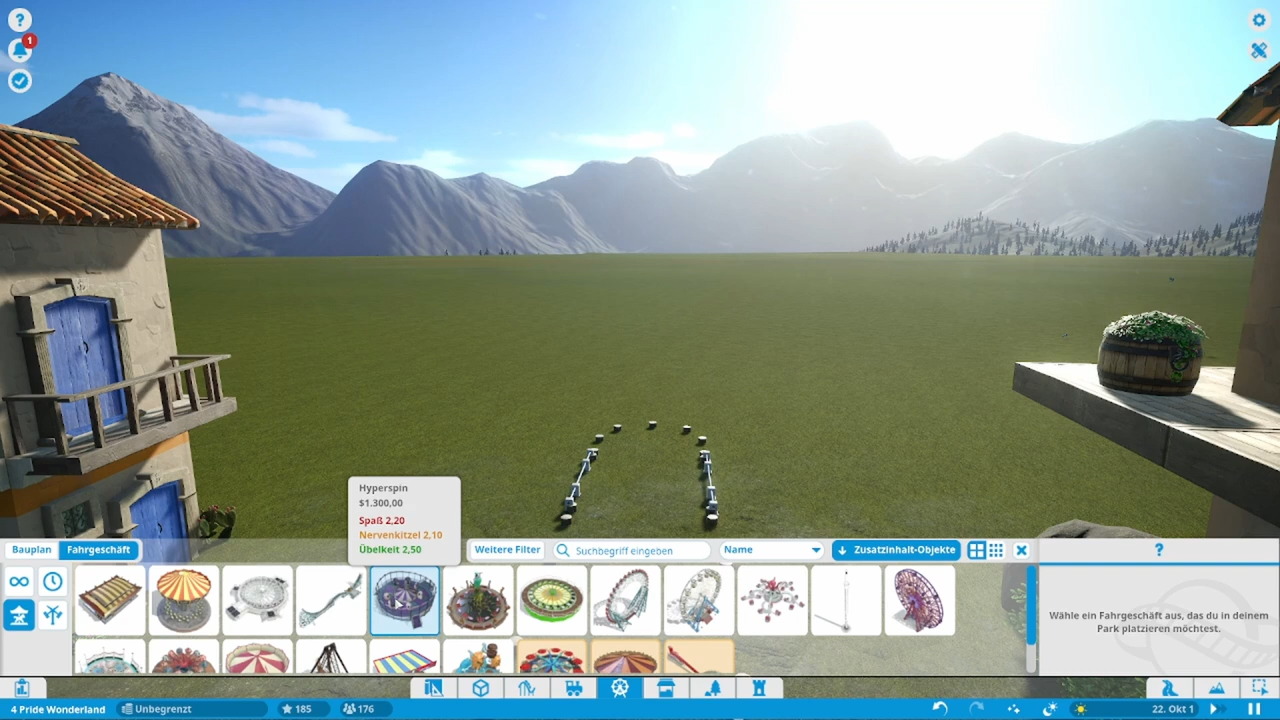 ?
1
Hyperspin
$1.300,00
Spaß 2,20
Nervenkitzel 2,10
Übelkeit 2,50
Bauplan
Fahrgeschäft
Weitere Filter
Suchbegriff eingeben
Name
Zusatzinhalt-Objekte
?
Wähle ein Fahrgeschäft aus, das du in deinem
Park platzieren möchtest.
4 Pride Wonderland
Unbegrenzt
185
176
22. Okt 1